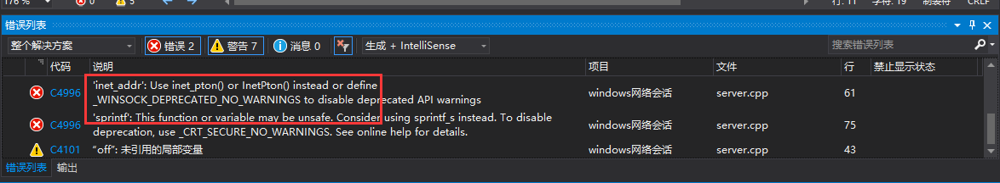 176 %
5
行: 11
字符: 19
制表符
CRLF
错误列表
整个解决方案
错误 2
警告 7
消息 0
生成 + IntelliSense
搜索错误列表
代码 说明 项目 文件 行 禁止显示状态
C4996 'inet_addr': Use inet_pton() or InetPton() instead or define
_WINSOCK_DEPRECATED_NO_WARNINGS to disable deprecated API warnings windows网络会话 server.cpp 61
C4996 'sprintf': This function or variable may be unsafe. Consider using sprintf_s instead. To disable
deprecation, use _CRT_SECURE_NO_WARNINGS. See online help for details. windows网络会话 server.cpp 75
C4101 “off”: 未引用的局部变量 windows网络会话 server.cpp 43
错误列表 输出